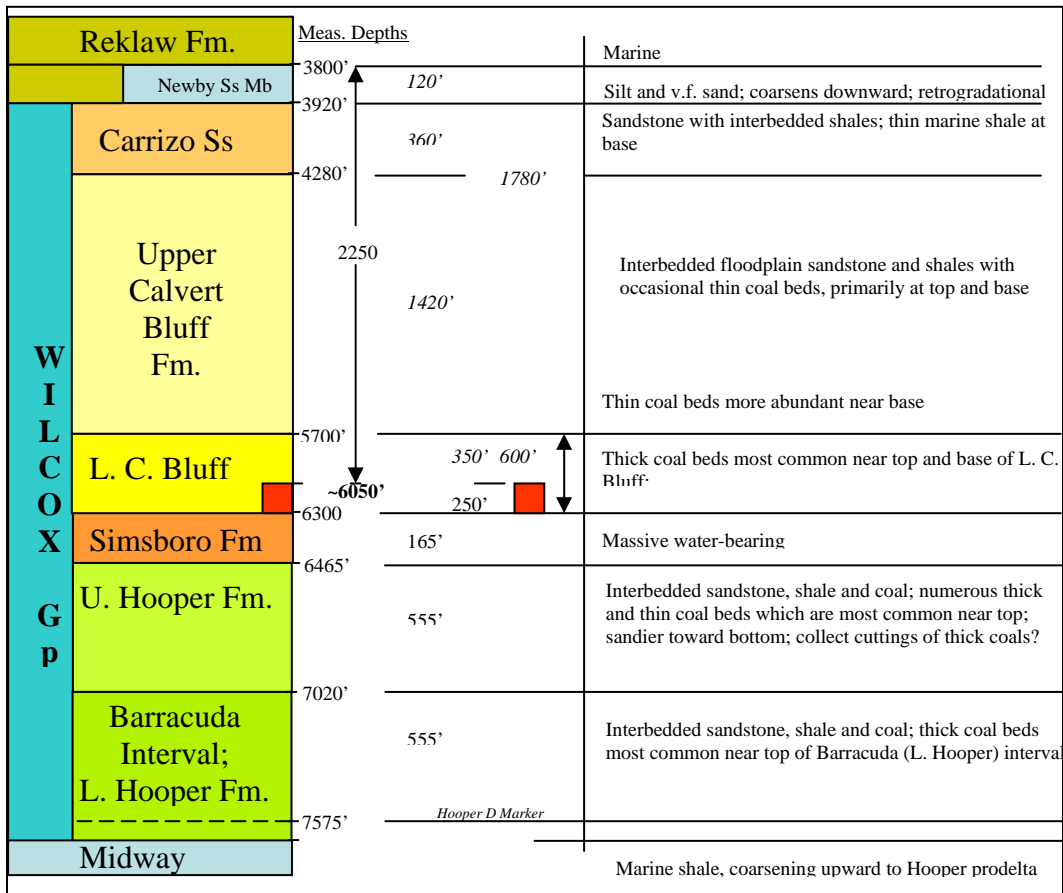 Meas. Depths
Reklaw Fm.
Marine
3800’
Newby Ss Mb
120’
Silt and v.f. sand; coarsens downward; retrogradational
3920’
Carrizo Ss
360’
Sandstone with interbedded shales; thin marine shale at
base
4280’
1780’
Upper
Calvert
Bluff
Fm.
2250
1420’
Interbedded floodplain sandstone and shales with
occasional thin coal beds, primarily at top and base
Thin coal beds more abundant near base
5700’
L. C. Bluff
350’ 600’
Thick coal beds most common near top and base of L. C.
Bluff;
~6050’
250’
6300
Simsboro Fm
165’
Massive water-bearing
6465’
U. Hooper Fm.
555’
Interbedded sandstone, shale and coal; numerous thick
and thin coal beds which are most common near top;
sandier toward bottom; collect cuttings of thick coals?
7020’
Barracuda
Interval;
L. Hooper Fm.
555’
Interbedded sandstone, shale and coal; thick coal beds
most common near top of Barracuda (L. Hooper) interval
Hooper D Marker
7575’
Midway
Marine shale, coarsening upward to Hooper prodelta
W
I
L
C
O
X
G
p